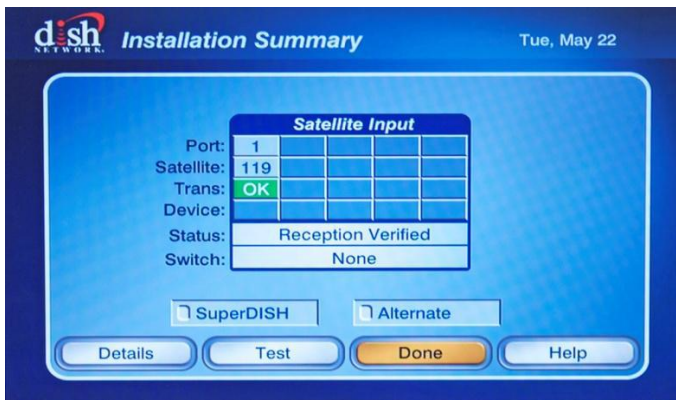 dish
NETWORK.
Installation Summary
Tue, May 22
Satellite Input
Port: 1
Satellite: 119
Trans: OK
Device:
Status: Reception Verified
Switch: None
SuperDISH
Alternate
Details
Test
Done
Help